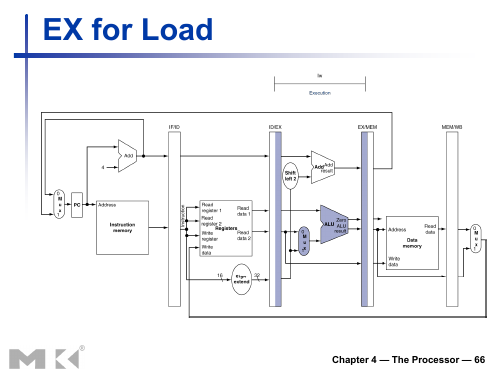 EX for Load
lw
Execution
IF/ID
ID/EX
EX/MEM
MEM/WB
Add
4
Add Add
result
Shift
left 2
0
M
u
x
1
PC
Address
Instruction
memory
Instruction
Read
register 1
Read
data 1
Read
register 2
Registers
Write
register
Read
data 2
Write
data
0
M
u
x
1
Zero
ALU ALU
result
Address
Read
data
Data
memory
Write
data
0
M
u
x
1
16
Sign
extend
32
MK®
Chapter 4 — The Processor — 66